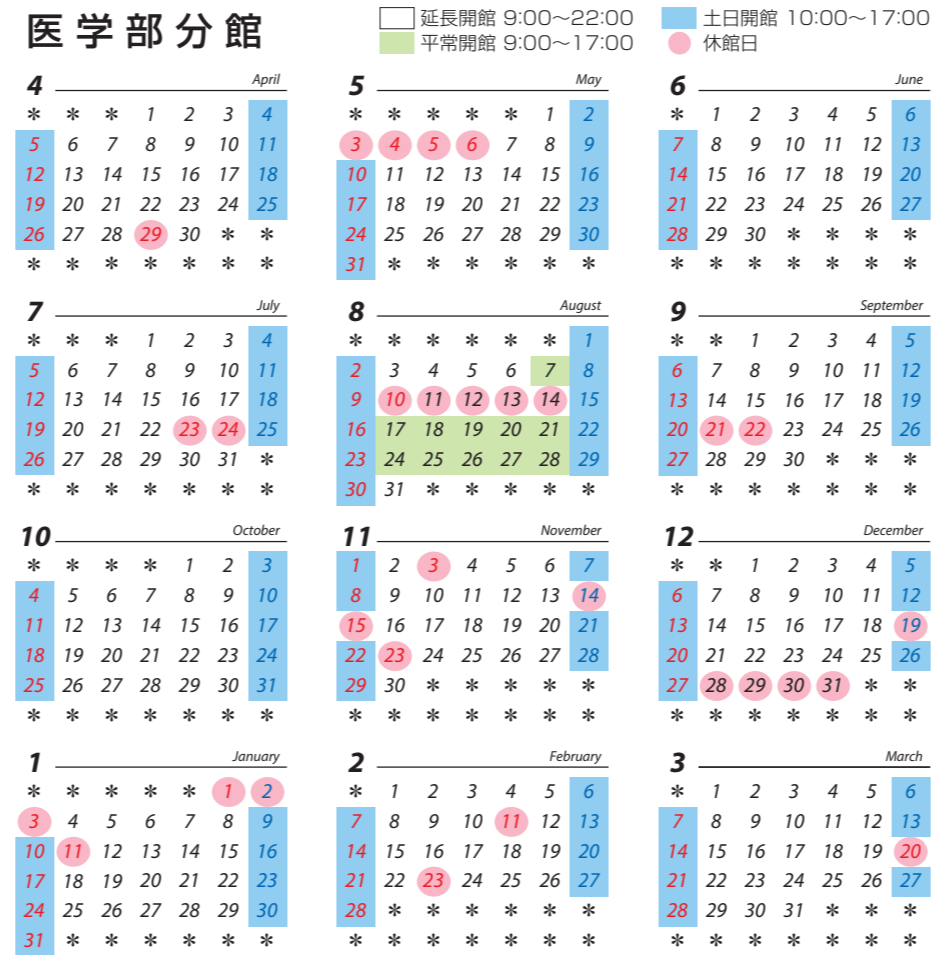 医学部分館
延長開館 9:00〜22:00 土日開館 10:00〜17:00
平常開館 9:00〜17:00 休館日
4 April
* * * 1 2 3 4
5 6 7 8 9 10 11
12 13 14 15 16 17 18
19 20 21 22 23 24 25
26 27 28 29 30 * *
* * * * * * *
5 May
* * * * * 1 2
3 4 5 6 7 8 9
10 11 12 13 14 15 16
17 18 19 20 21 22 23
24 25 26 27 28 29 30
31 * * * * * *
6 June
* 1 2 3 4 5 6
7 8 9 10 11 12 13
14 15 16 17 18 19 20
21 22 23 24 25 26 27
28 29 30 * * * *
* * * * * * *
7 July
* * * 1 2 3 4
5 6 7 8 9 10 11
12 13 14 15 16 17 18
19 20 21 22 23 24 25
26 27 28 29 30 31 *
* * * * * * *
8 August
* * * * * * 1
2 3 4 5 6 7 8
9 10 11 12 13 14 15
16 17 18 19 20 21 22
23 24 25 26 27 28 29
30 31 * * * * *
9 September
* * 1 2 3 4 5
6 7 8 9 10 11 12
13 14 15 16 17 18 19
20 21 22 23 24 25 26
27 28 29 30 * * *
* * * * * * *
10 October
* * * * 1 2 3
4 5 6 7 8 9 10
11 12 13 14 15 16 17
18 19 20 21 22 23 24
25 26 27 28 29 30 31
* * * * * * *
11 November
1 2 3 4 5 6 7
8 9 10 11 12 13 14
15 16 17 18 19 20 21
22 23 24 25 26 27 28
29 30 * * * * *
* * * * * * *
12 December
* * 1 2 3 4 5
6 7 8 9 10 11 12
13 14 15 16 17 18 19
20 21 22 23 24 25 26
27 28 29 30 31 * *
* * * * * * *
1 January
* * * * * 1 2
3 4 5 6 7 8 9
10 11 12 13 14 15 16
17 18 19 20 21 22 23
24 25 26 27 28 29 30
31 * * * * * *
2 February
* 1 2 3 4 5 6
7 8 9 10 11 12 13
14 15 16 17 18 19 20
21 22 23 24 25 26 27
28 * * * * * *
* * * * * * *
3 March
* 1 2 3 4 5 6
7 8 9 10 11 12 13
14 15 16 17 18 19 20
21 22 23 24 25 26 27
28 29 30 31 * * *
* * * * * * *